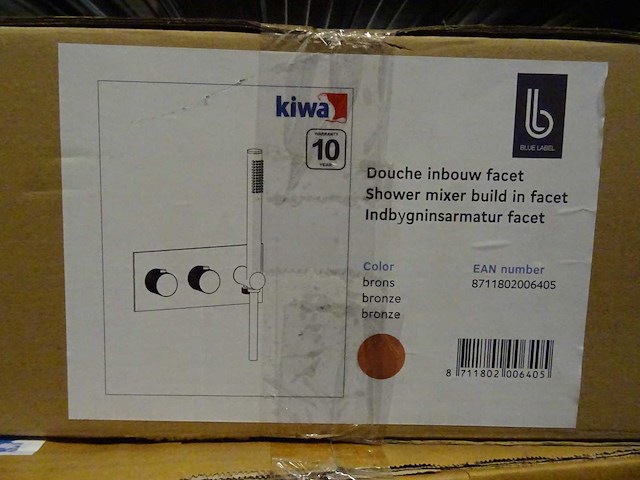 kiwa
WARRANTY
10
YEAR
BLUE LABEL
Douche inbouw facet
Shower mixer build in facet
Indbygninsarmatur facet
Color
brons
bronze
bronze
EAN number
8711802006405
8 711802 006405